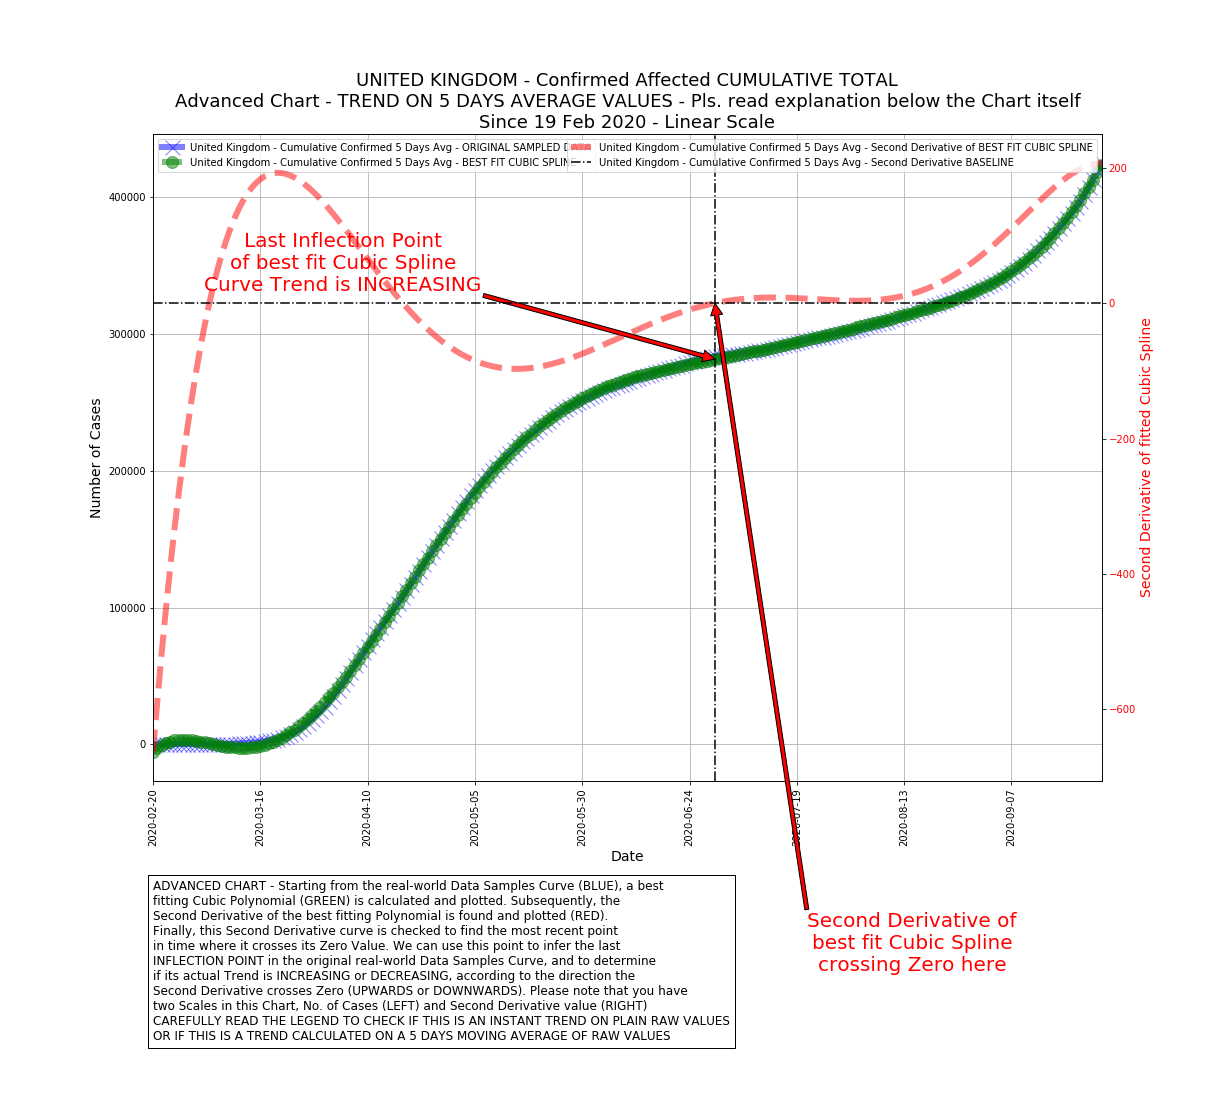 UNITED KINGDOM - Confirmed Affected CUMULATIVE TOTAL
Advanced Chart - TREND ON 5 DAYS AVERAGE VALUES - Pls. read explanation below the Chart itself
Since 19 Feb 2020 - Linear Scale
United Kingdom - Cumulative Confirmed 5 Days Avg - ORIGINAL SAMPLED
United Kingdom - Cumulative Confirmed 5 Days Avg - BEST FIT CUBIC SPLINE
United Kingdom - Cumulative Confirmed 5 Days Avg - Second Derivative of BEST FIT CUBIC SPLINE
United Kingdom - Cumulative Confirmed 5 Days Avg - Second Derivative BASELINE
400000
300000
200000
100000
0
Number of Cases
200
0
−200
−400
−600
Second Derivative of fitted Cubic Spline
Last Inflection Point
of best fit Cubic Spline
Curve Trend is INCREASING
2020-02-20
2020-03-16
2020-04-10
2020-05-05
2020-05-30
2020-06-24
2020-07-19
2020-08-13
2020-09-07
Date
ADVANCED CHART - Starting from the real-world Data Samples Curve (BLUE), a best
fitting Cubic Polynomial (GREEN) is calculated and plotted. Subsequently, the
Second Derivative of the best fitting Polynomial is found and plotted (RED).
Finally, this Second Derivative curve is checked to find the most recent point
in time where it crosses its Zero Value. We can use this point to infer the last
INFLECTION POINT in the original real-world Data Samples Curve, and to determine
if its actual Trend is INCREASING or DECREASING, according to the direction the
Second Derivative crosses Zero (UPWARDS or DOWNWARDS). Please note that you have
two Scales in this Chart, No. of Cases (LEFT) and Second Derivative value (RIGHT)
CAREFULLY READ THE LEGEND TO CHECK IF THIS IS AN INSTANT TREND ON PLAIN RAW VALUES
OR IF THIS IS A TREND CALCULATED ON A 5 DAYS MOVING AVERAGE OF RAW VALUES
Second Derivative of
best fit Cubic Spline
crossing Zero here